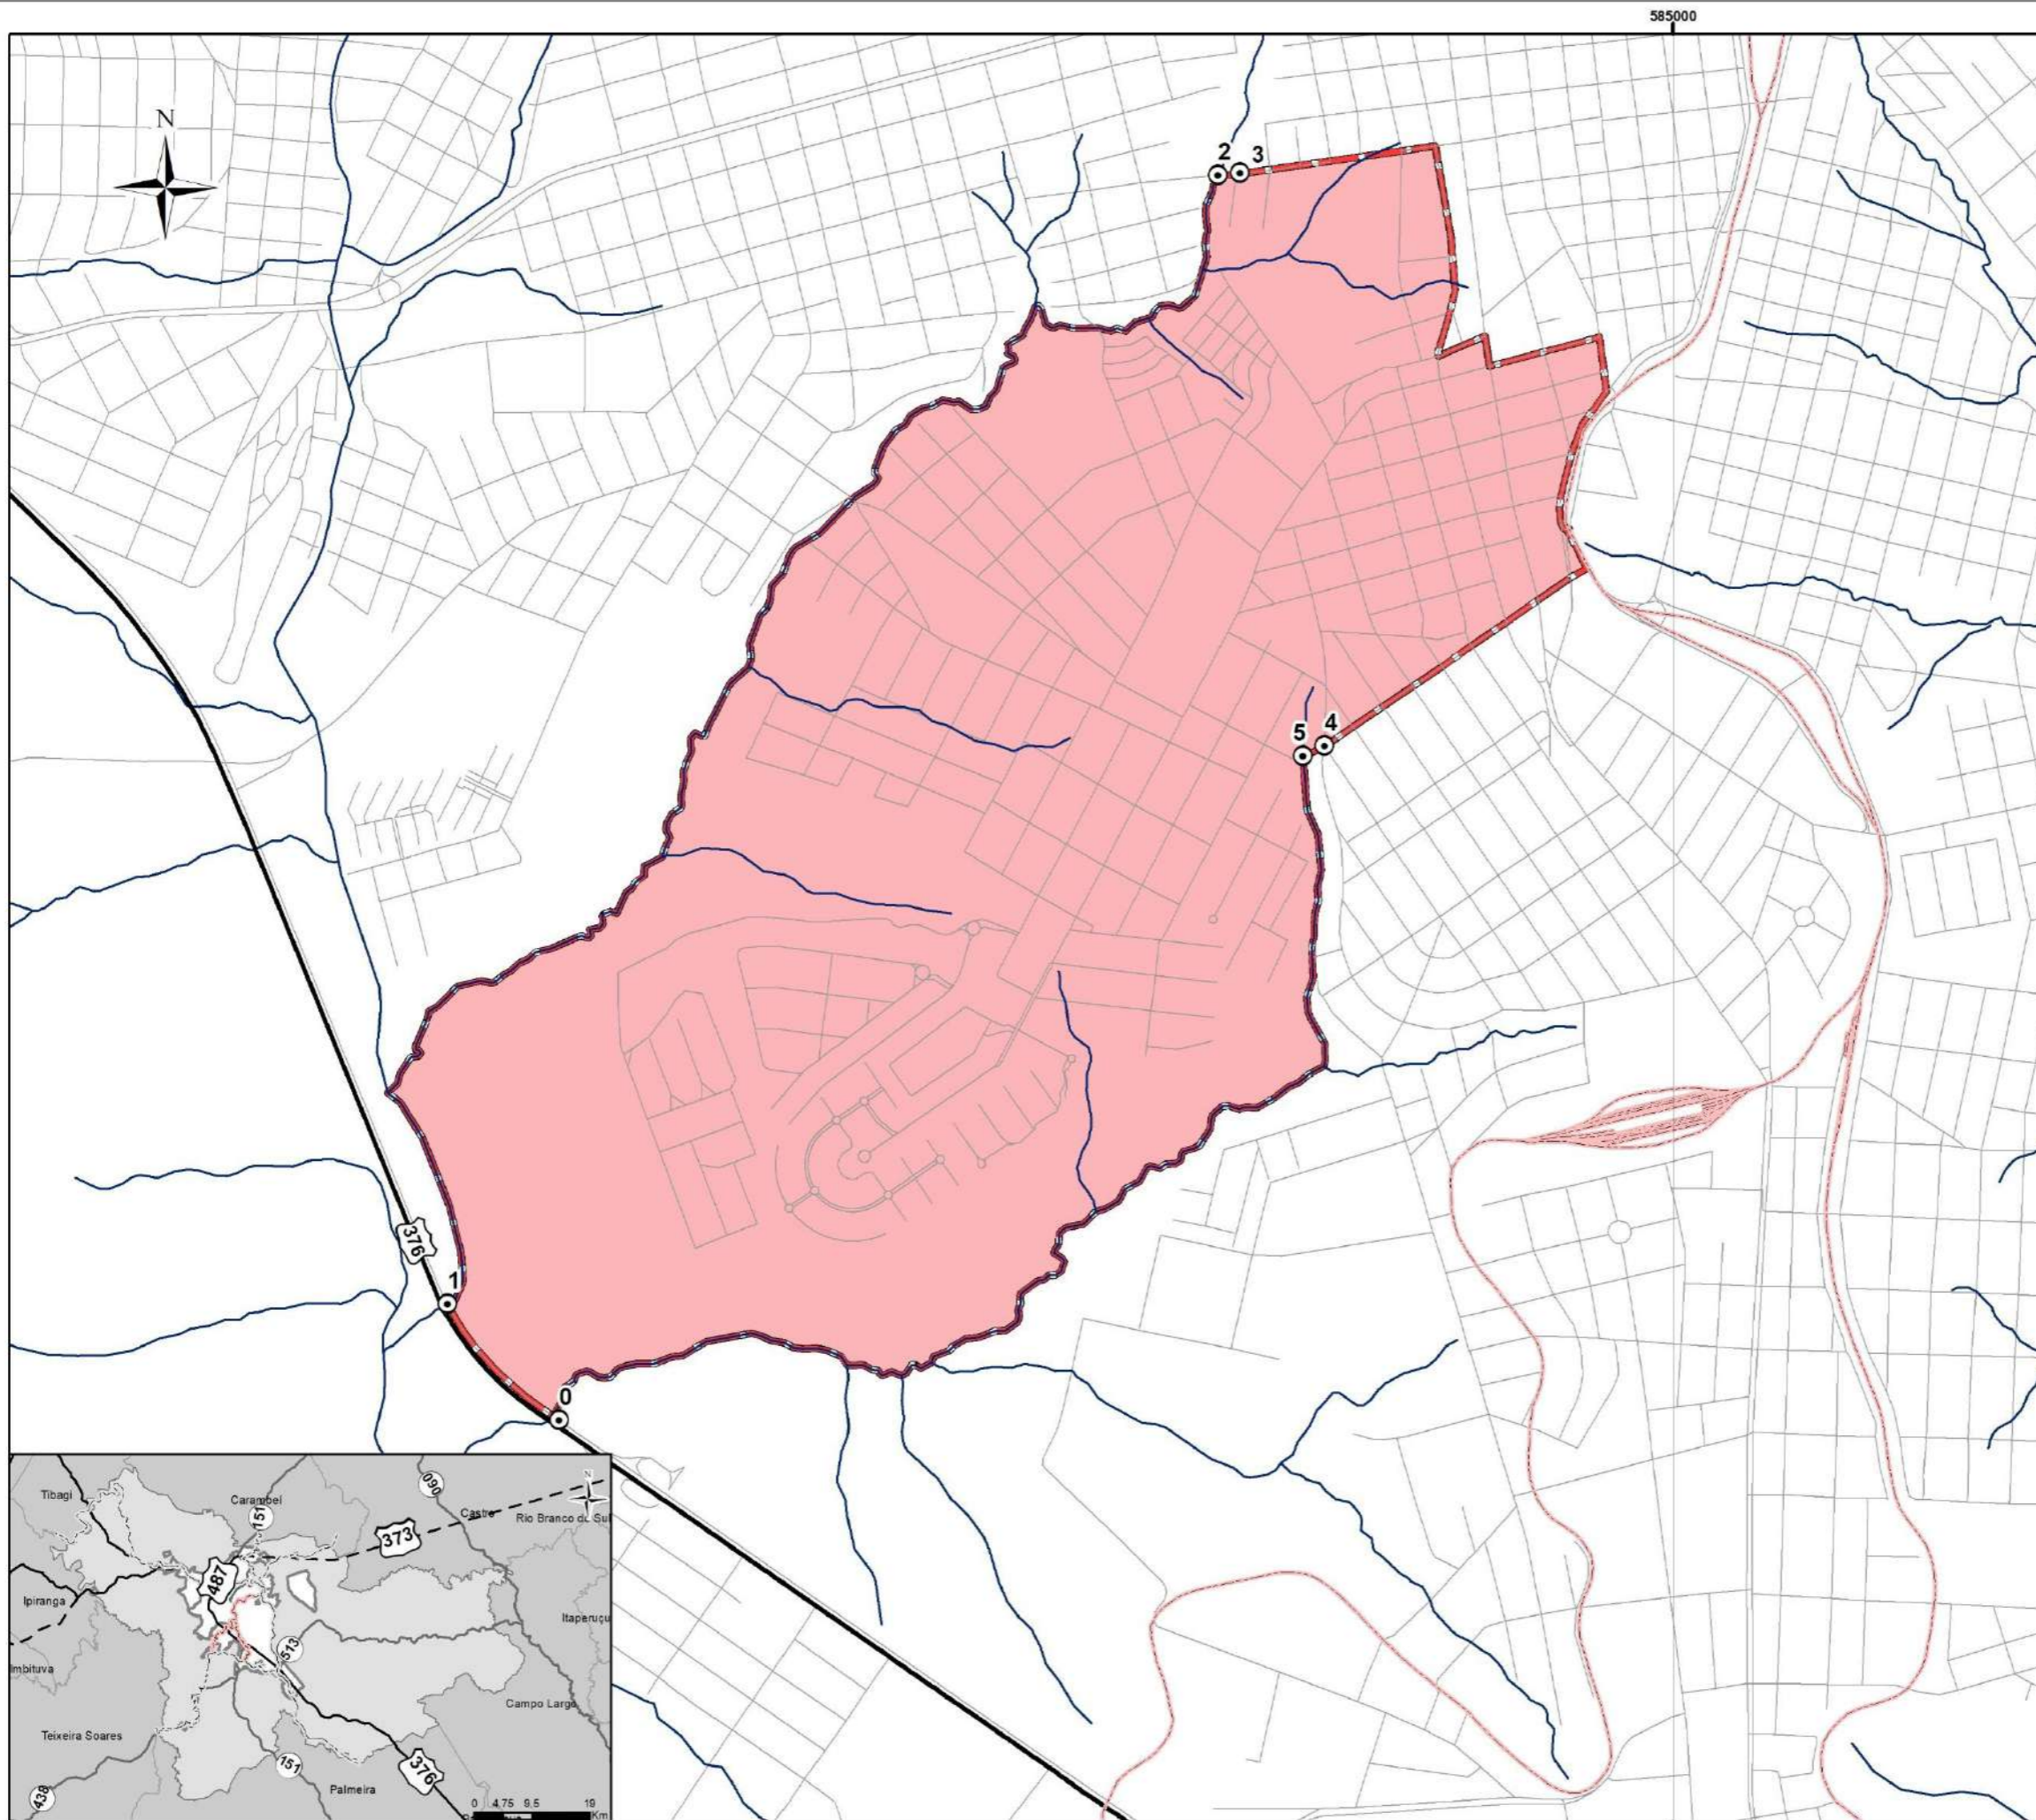 585000
N
2
3
5
4
376
1
0
N
Tibagi
Carambeí
151
090
Castro
Rio Branco do Sul
373
487
Ipiranga
Itaperuçu
513
Imbituva
Campo Largo
Teixeira Soares
151
376
438
Palmeira
0 4,75 9,5 19
Km